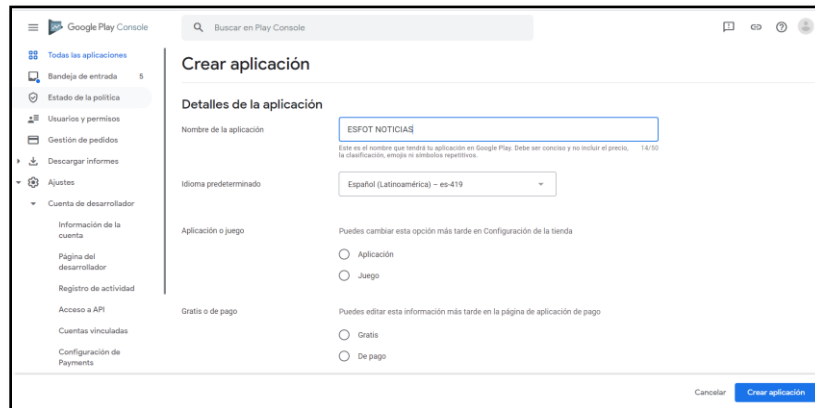 Google Play Console
Buscar en Play Console
Todas las aplicaciones
Bandeja de entrada 5
Estado de la política
Usuarios y permisos
Gestión de pedidos
Descargar informes
Ajustes
Cuenta de desarrollador
Información de la
cuenta
Página del
desarrollador
Registro de actividad
Acceso a API
Cuentas vinculadas
Configuración de
Payments
Crear aplicación
Detalles de la aplicación
Nombre de la aplicación
ESFOT NOTICIAS
Este es el nombre que tendrá tu aplicación en Google Play. Debe ser conciso y no incluir el precio, 14/50
la clasificación, emojis ni símbolos repetitivos.
Idioma predeterminado
Español (Latinoamérica) – es-419
Aplicación o juego
Puedes cambiar esta opción más tarde en Configuración de la tienda
Aplicación
Juego
Gratis o de pago
Puedes editar esta información más tarde en la página de aplicación de pago
Gratis
De pago
Cancelar
Crear aplicación